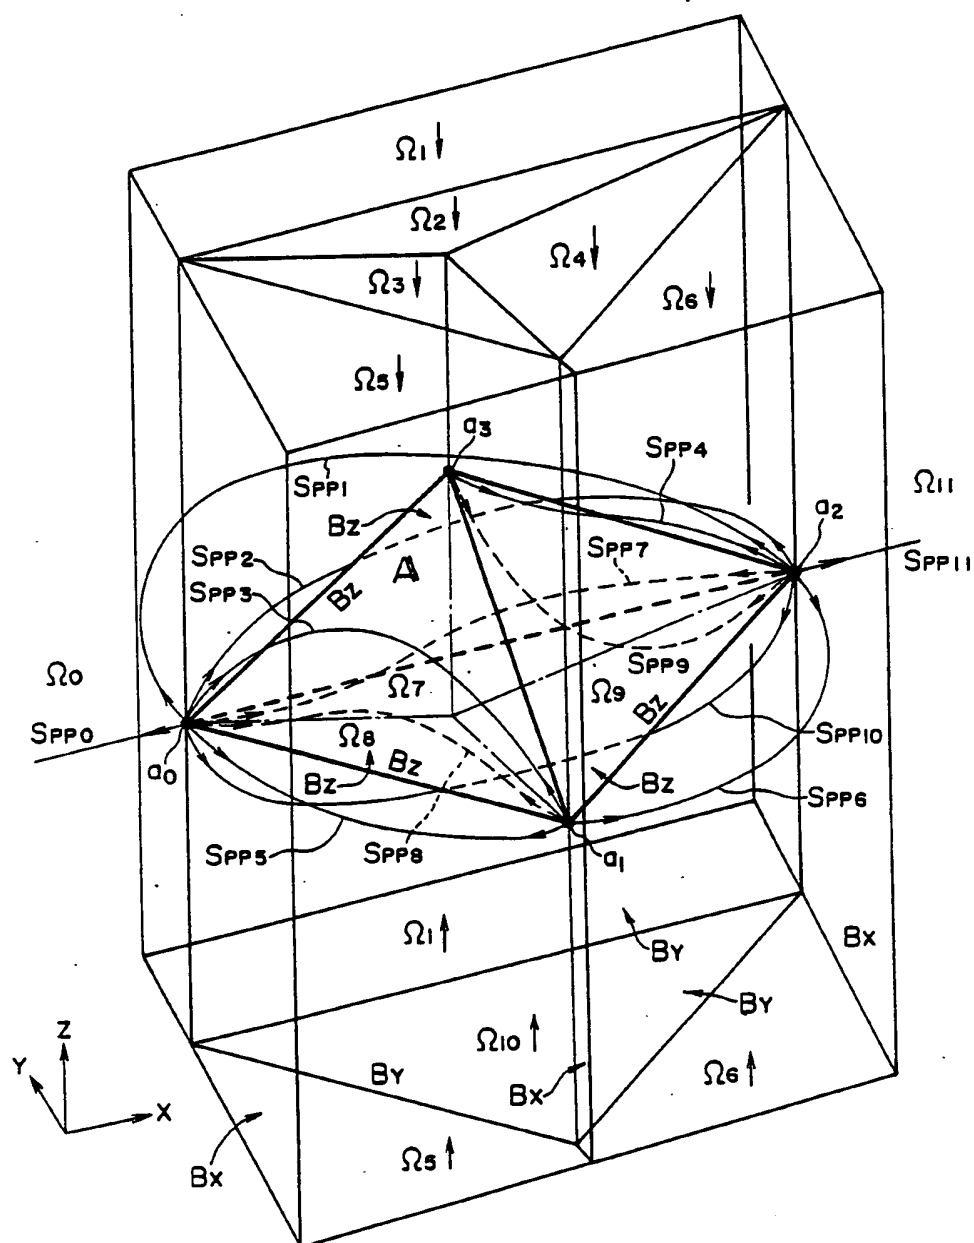 Ω1↓
Ω2↓
Ω3↓
Ω4↓
Ω6↓
Ω5↓
a3
SPP4
SPP1
Ω11
Bz
a2
SPP2
SPP7
SPP11
SPP3
A
Bz
Ω0
Ω7
SPP9
Ω9
Bz
SPP0
Ω8
SPP10
a0
Bz
Bz
Bz
SPP6
SPP5
SPP8
a1
Ω1↑
BY
BX
BY
Z
Ω10↑
Y
BY
BX
Ω6↑
X
Ω5↑
BX